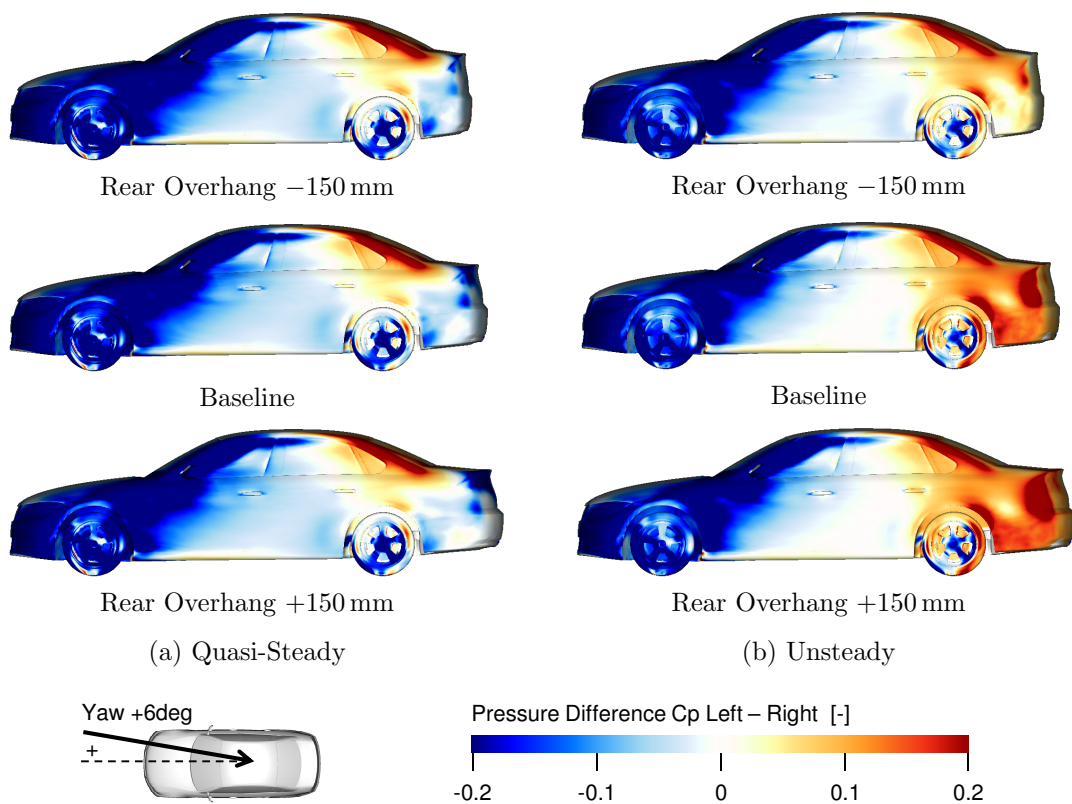 Rear Overhang −150 mm
Rear Overhang −150 mm
Baseline
Baseline
Rear Overhang +150 mm
Rear Overhang +150 mm
(a) Quasi-Steady
(b) Unsteady
Yaw +6deg
+
Pressure Difference Cp Left – Right [-]
-0.2 -0.1 0 0.1 0.2